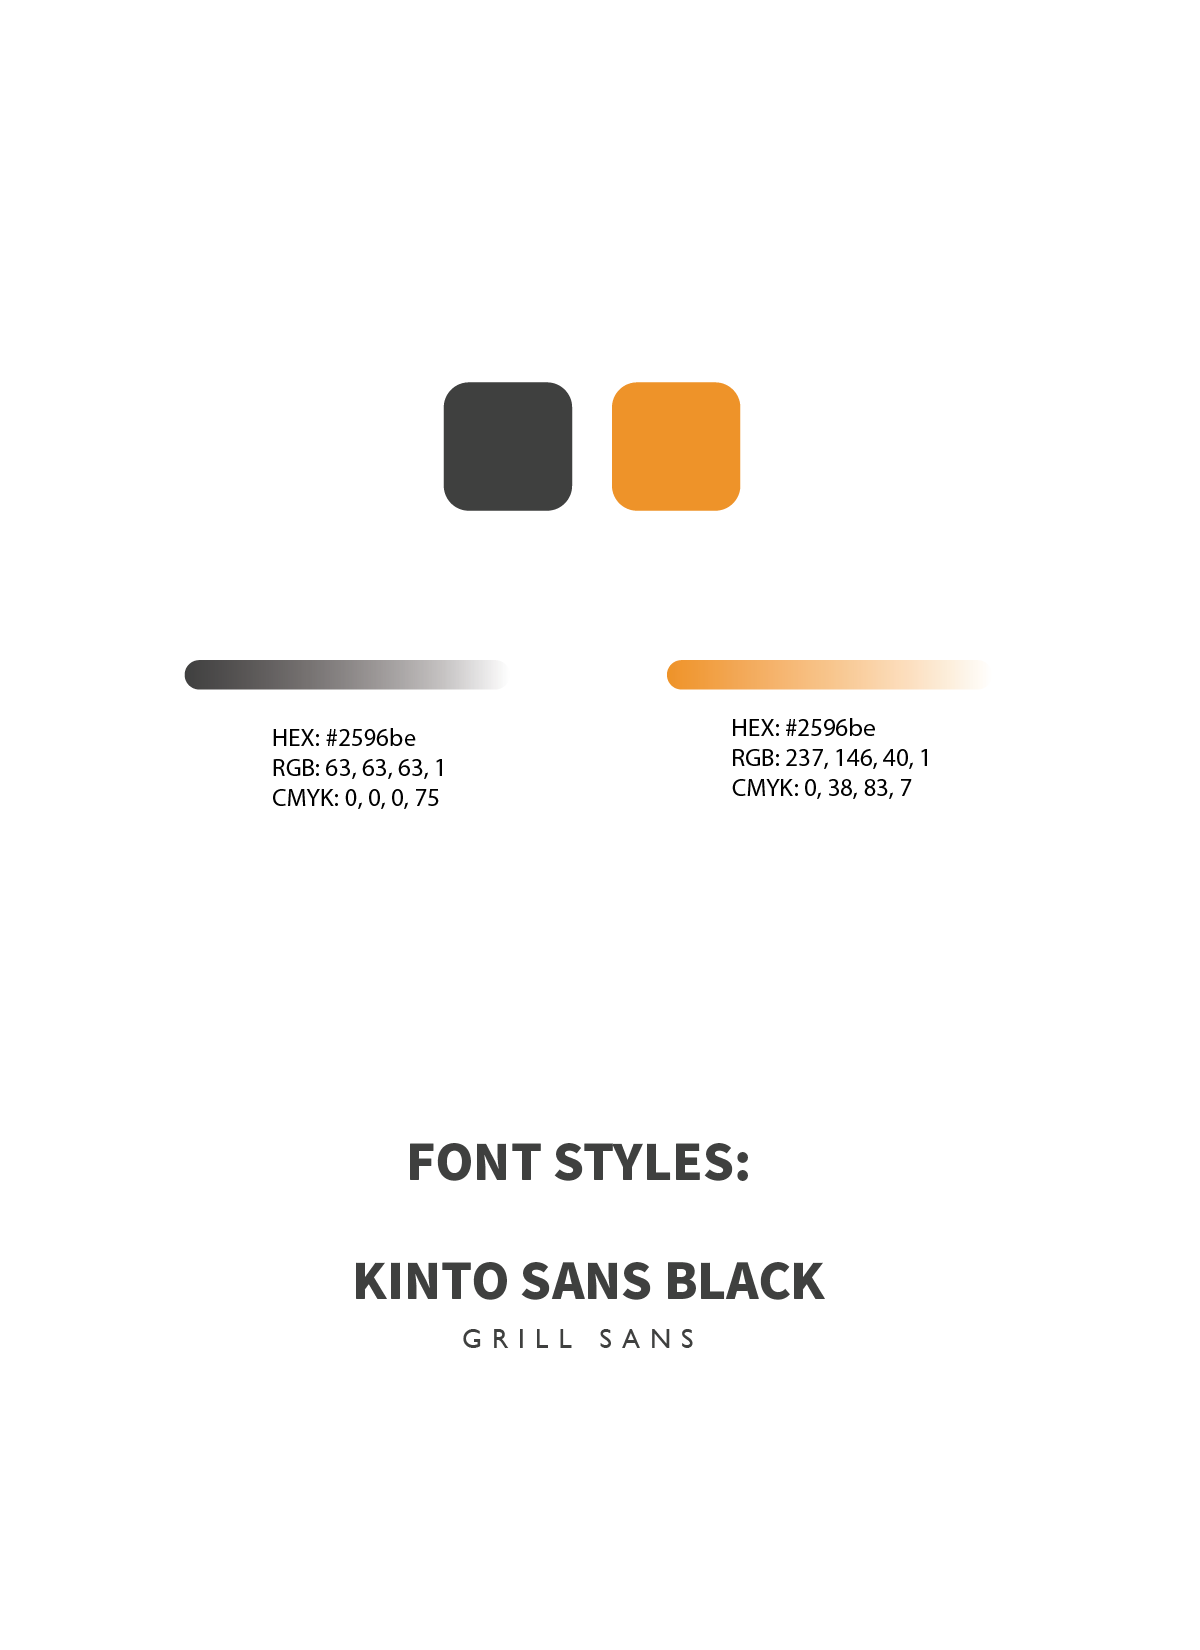 HEX: #2596be
RGB: 63, 63, 63, 1
CMYK: 0, 0, 0, 75
HEX: #2596be
RGB: 237, 146, 40, 1
CMYK: 0, 38, 83, 7
FONT STYLES:
KINTO SANS BLACK
GRILL SANS